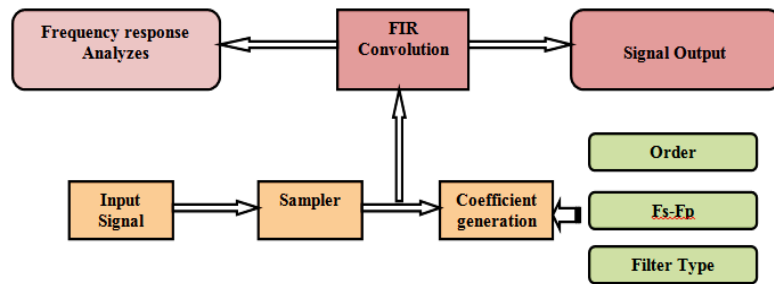 Frequency response
Analyzes
FIR
Convolution
Signal Output
Order
Input
Signal
Sampler
Coefficient
generation
Fs-Fp
Filter Type